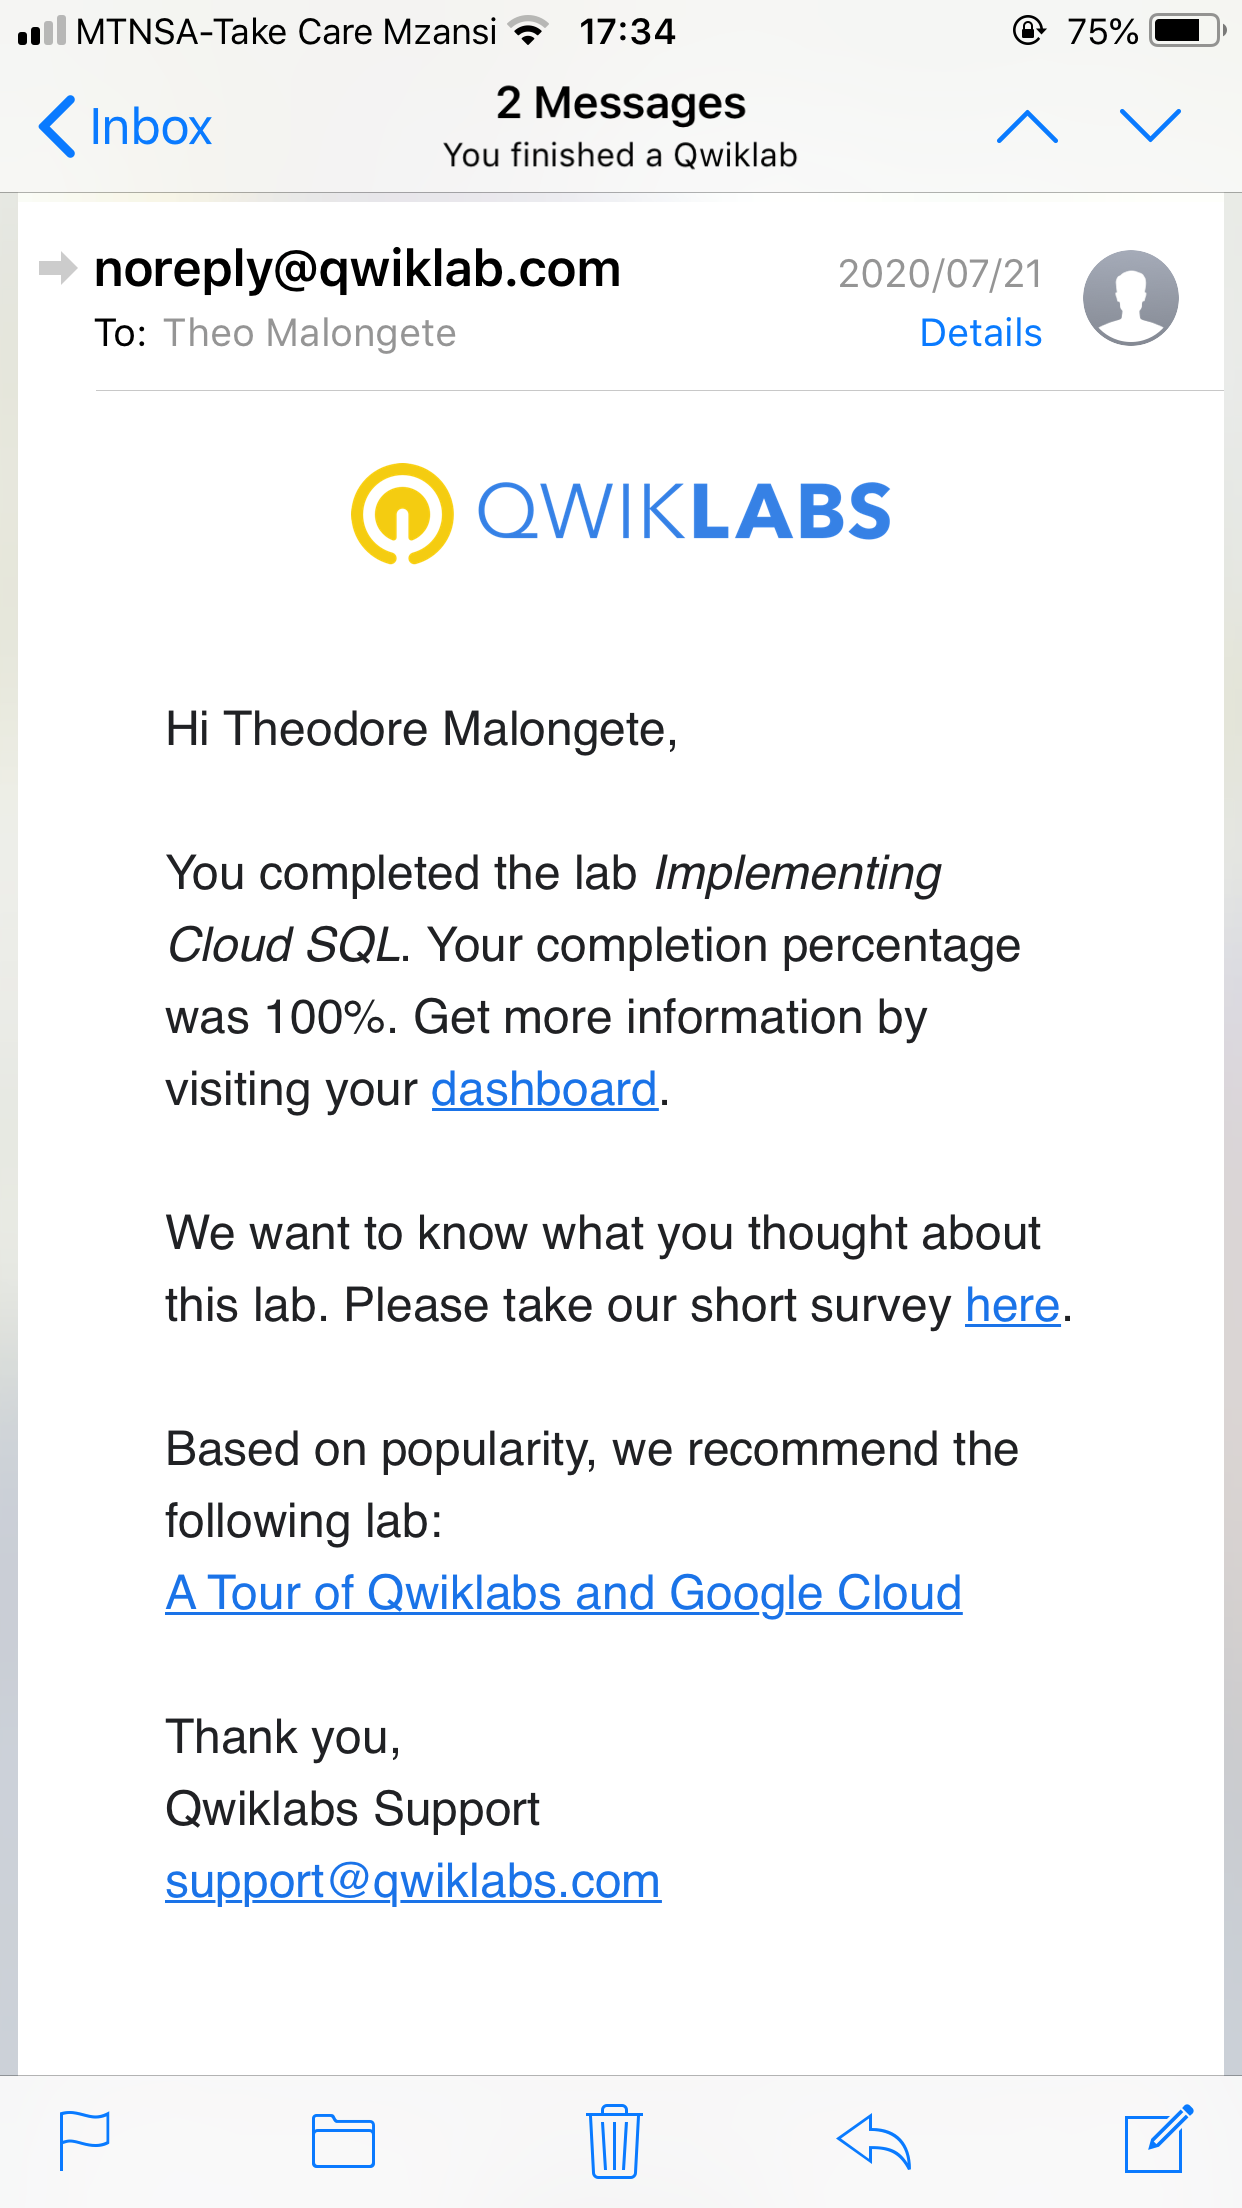 MTNSA-Take Care Mzansi 17:34 75%
Inbox
2 Messages
You finished a Qwiklab
noreply@qwiklab.com 2020/07/21
To: Theo Malongete Details
QWIKLABS
Hi Theodore Malongete,
You completed the lab Implementing
Cloud SQL. Your completion percentage
was 100%. Get more information by
visiting your dashboard.
We want to know what you thought about
this lab. Please take our short survey here.
Based on popularity, we recommend the
following lab:
A Tour of Qwiklabs and Google Cloud
Thank you,
Qwiklabs Support
support@qwiklabs.com